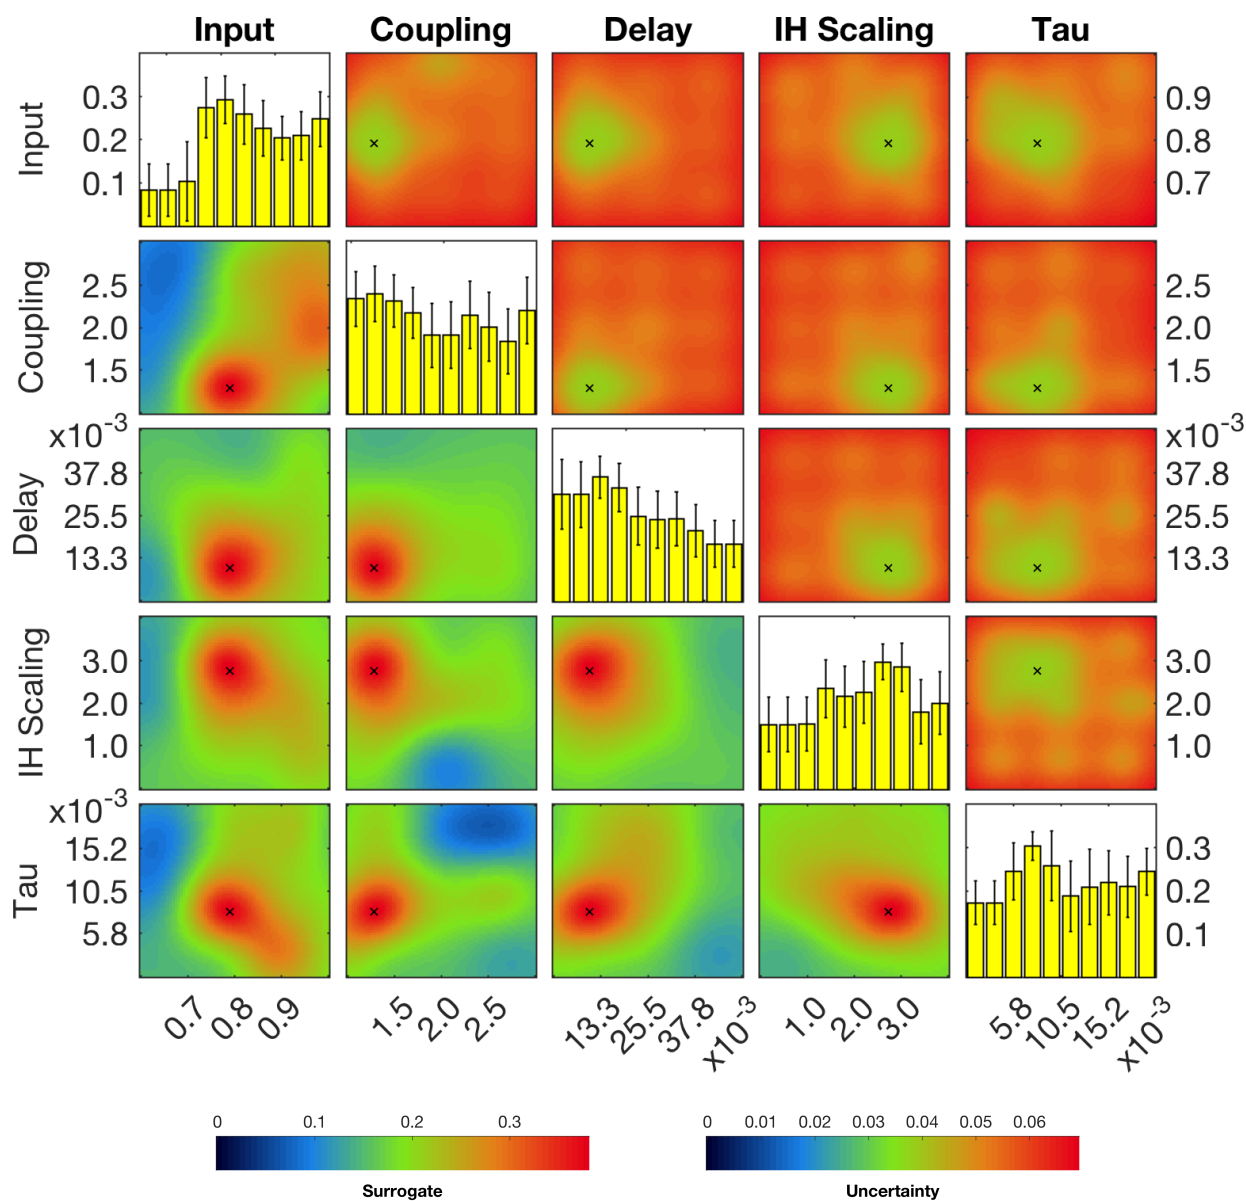 Input Coupling Delay IH Scaling Tau
Input 0.3 0.2 0.1 0.9 0.8 0.7
Coupling 2.5 2.0 1.5 2.5 2.0 1.5
Delay x10⁻³ 37.8 25.5 13.3 x10⁻³ 37.8 25.5 13.3
IH Scaling 3.0 2.0 1.0 3.0 2.0 1.0
Tau x10⁻³ 15.2 10.5 5.8 0.3 0.2 0.1
0.7 0.8 0.9 1.5 2.0 2.5 13.3 25.5 37.8 x10⁻³ 1.0 2.0 3.0 5.8 10.5 15.2 x10⁻³
0 0.1 0.2 0.3 0 0.01 0.02 0.03 0.04 0.05 0.06
Surrogate Uncertainty